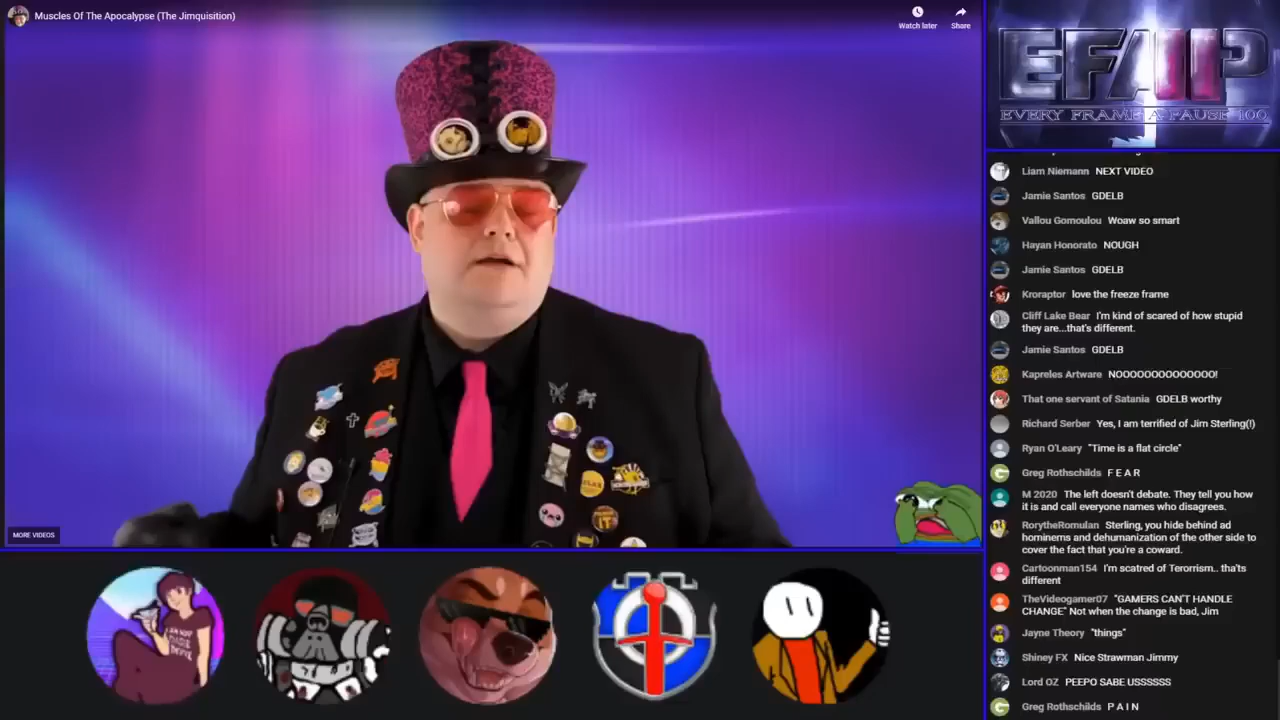 Muscles Of The Apocalypse (The Jimquisition)
Watch later
Share
MORE VIDEOS
EFAP
EVERY FRAME A PAUSE 100
Liam Niemann NEXT VIDEO
Jamie Santos GDELB
Vallou Gomoulou Woaw so smart
Hayan Honorato NOUGH
Jamie Santos GDELB
Kroraptor love the freeze frame
Cliff Lake Bear I'm kind of scared of how stupid
they are...that's different.
Jamie Santos GDELB
Kapreles Artware NOOOOOOOOOOOOO!
That one servant of Satania GDELB worthy
Richard Serber Yes, I am terrified of Jim Sterling(!)
Ryan O'Leary "Time is a flat circle"
Greg Rothschilds F E A R
M 2020 The left doesn't debate. They tell you how
it is and call everyone names who disagrees.
RorytheRomulan Sterling, you hide behind ad
hominems and dehumanization of the other side to
cover the fact that you're a coward.
Cartoonman154 I'm scatred of Terorrism.. tha'ts
different
TheVideogamer07 "GAMERS CAN'T HANDLE
CHANGE" Not when the change is bad, Jim
Jayne Theory "things"
Shiney FX Nice Strawman Jimmy
Lord OZ PEEPO SABE USSSSSS
Greg Rothschilds P A I N
I AM NOT